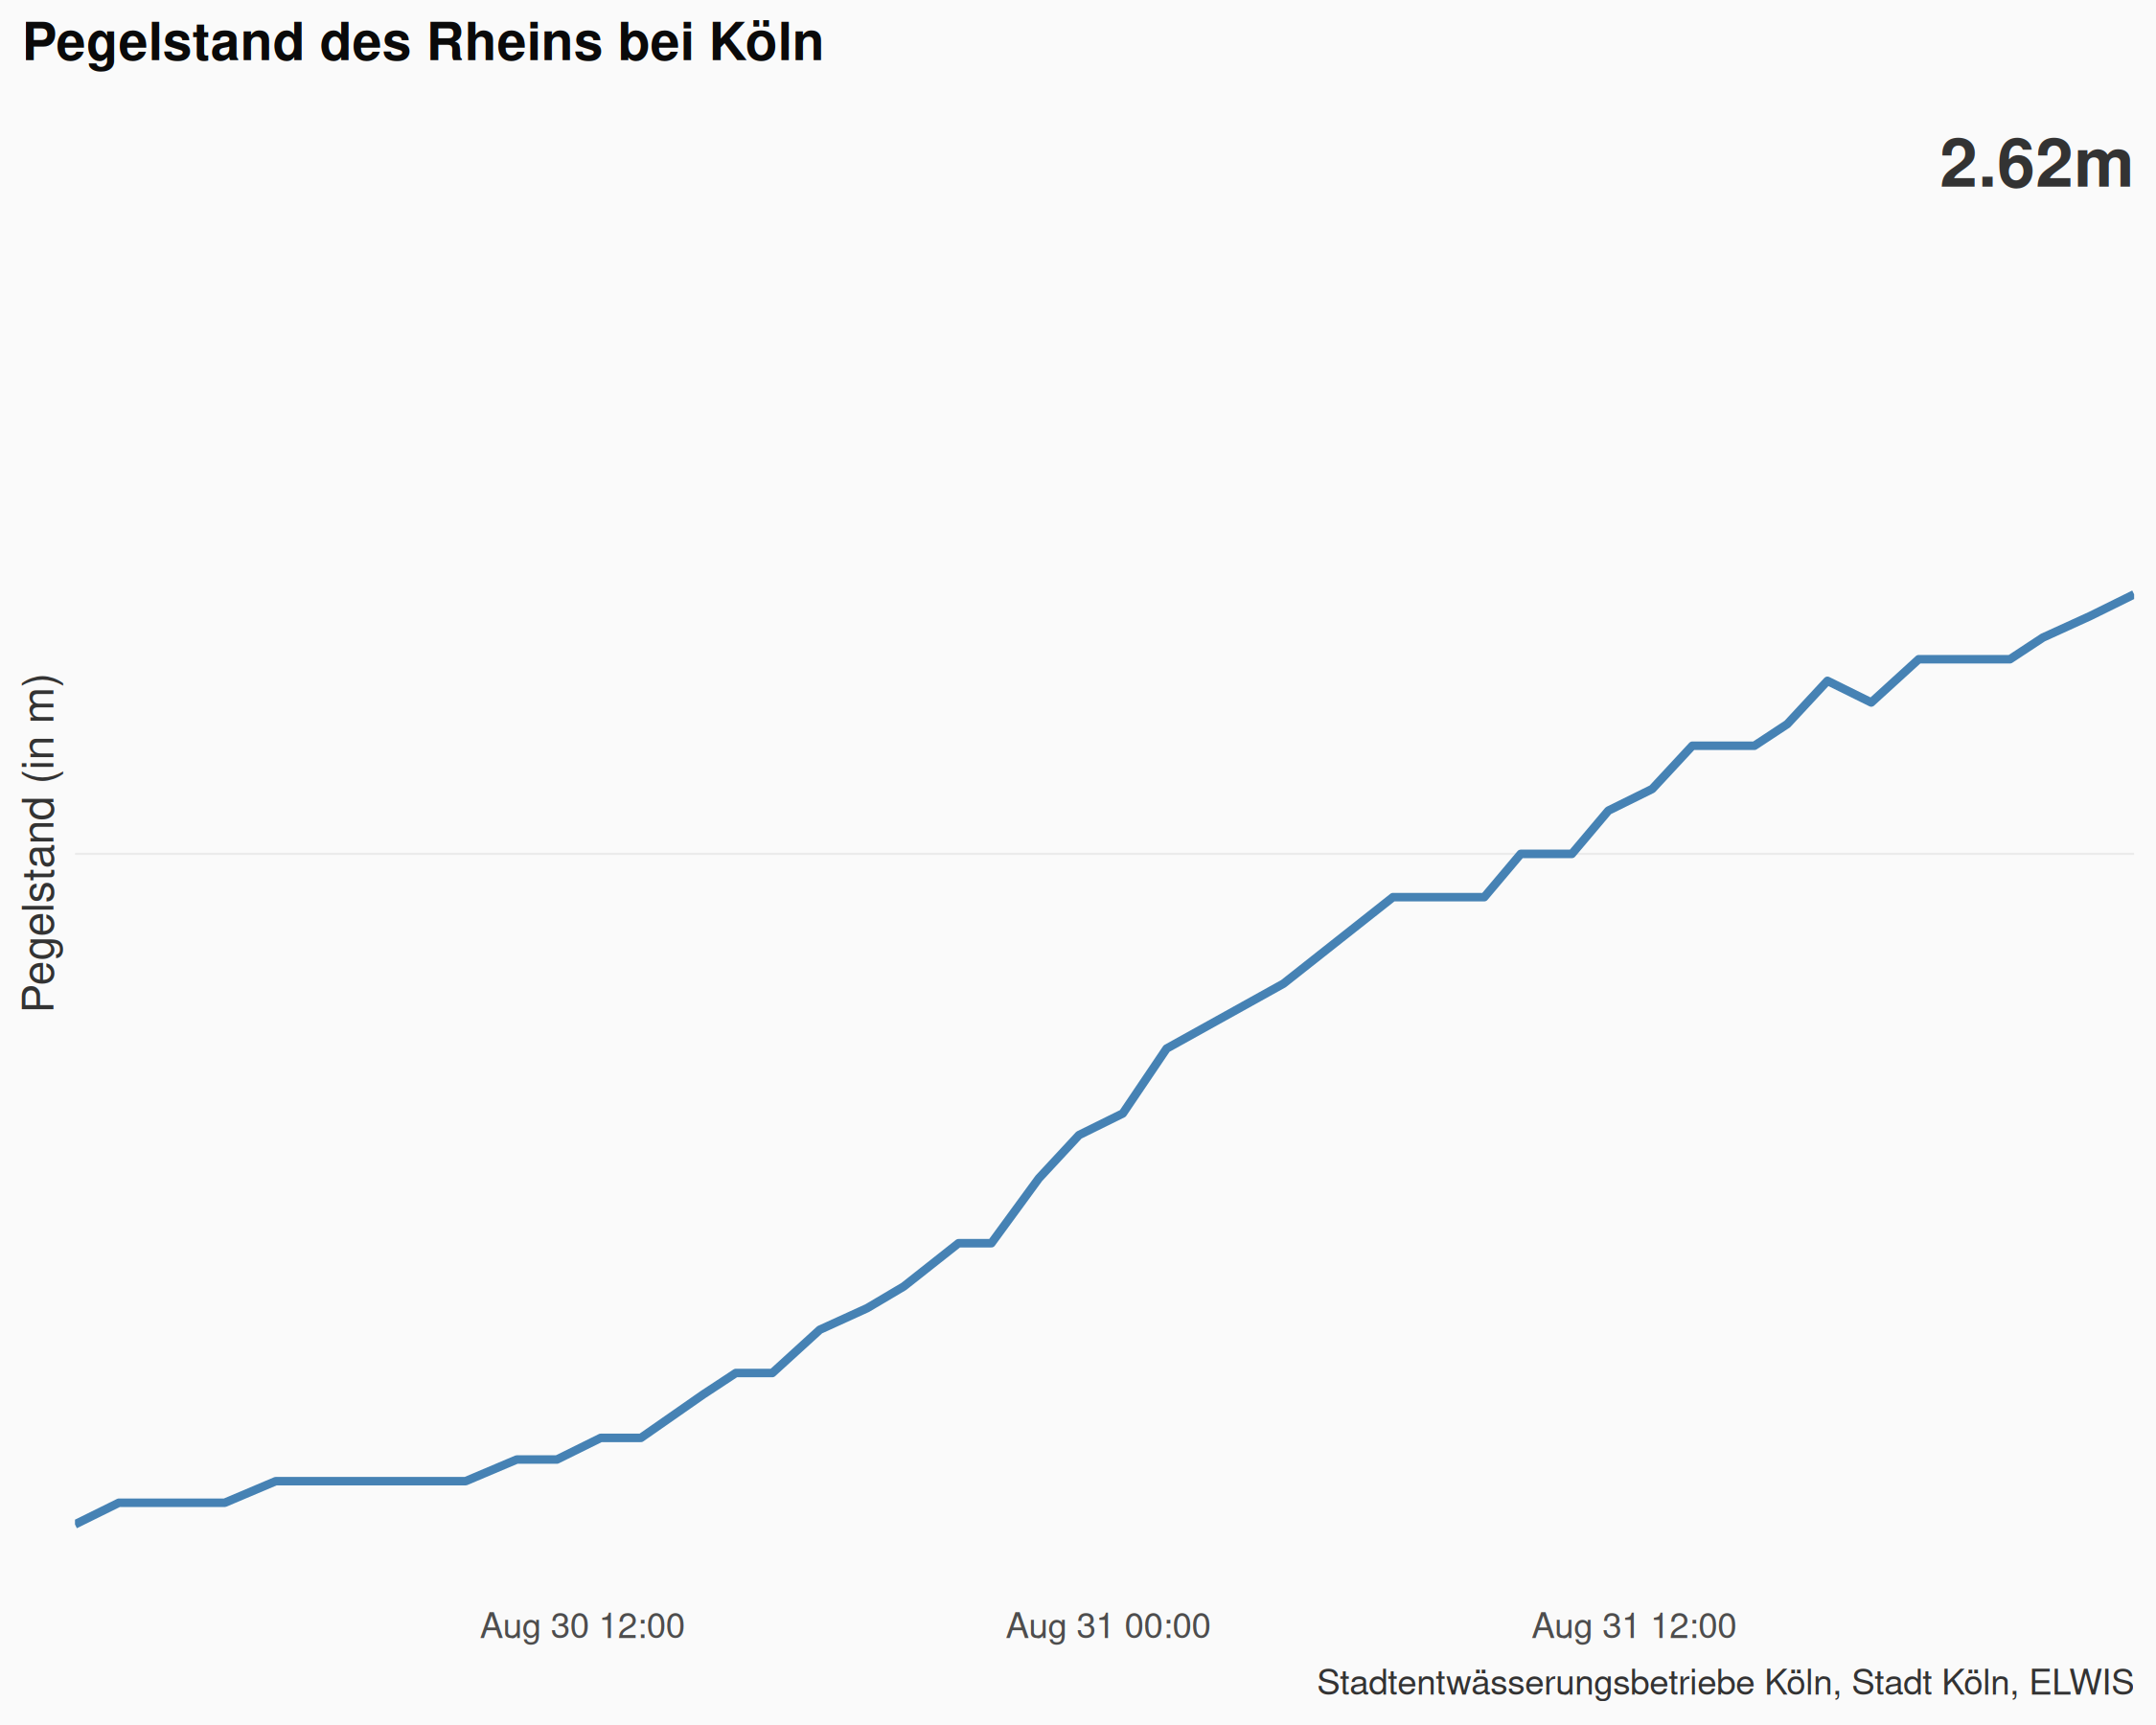 Pegelstand des Rheins bei Köln
2.62m
Pegelstand (in m)
Aug 30 12:00
Aug 31 00:00
Aug 31 12:00
Stadtentwässerungsbetriebe Köln, Stadt Köln, ELWIS